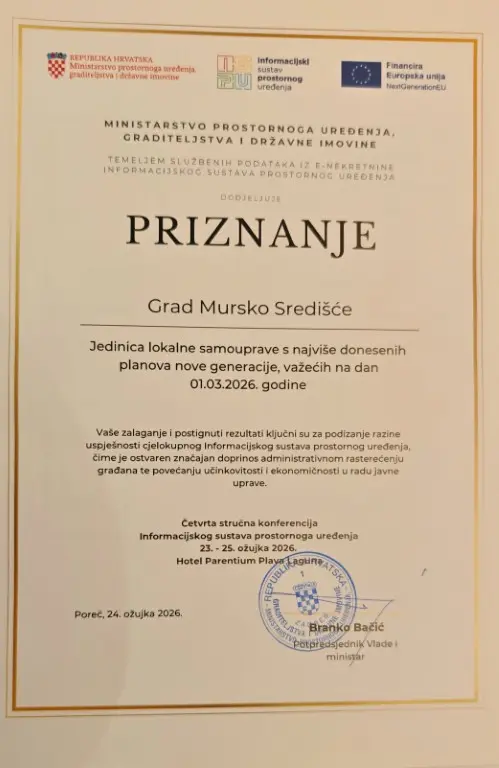 REPUBLIKA HRVATSKA
Ministarstvo prostornoga uređenja,
graditeljstva i državne imovine
Informacijski
sustav
prostornog
uređenja
Financira
Europska unija
NextGenerationEU
MINISTARSTVO PROSTORNOGA UREĐENJA,
GRADITELJSTVA I DRŽAVNE IMOVINE
TEMELJEM SLUŽBENIH PODATAKA IZ E-NEKRETNINE
INFORMACIJSKOG SUSTAVA PROSTORNOG UREĐENJA
DODJELJUJE
PRIZNANJE
Grad Mursko Središće
Jedinica lokalne samouprave s najviše donesenih
planova nove generacije, važećih na dan
01.03.2026. godine
Vaše zalaganje i postignuti rezultati ključni su za podizanje razine
uspješnosti cjelokupnog Informacijskog sustava prostornog uređenja,
čime je ostvaren značajan doprinos administrativnom rasterećenju
građana te povećanju učinkovitosti i ekonomičnosti u radu javne
uprave.
Četvrta stručna konferencija
Informacijskog sustava prostornoga uređenja
23. - 25. ožujka 2026.
Hotel Parentium Plava Laguna
REPUBLIKA HRVATSKA
1
ZAGREB
Poreč, 24. ožujka 2026.
Branko Bačić
Potpredsjednik Vlade i
ministar